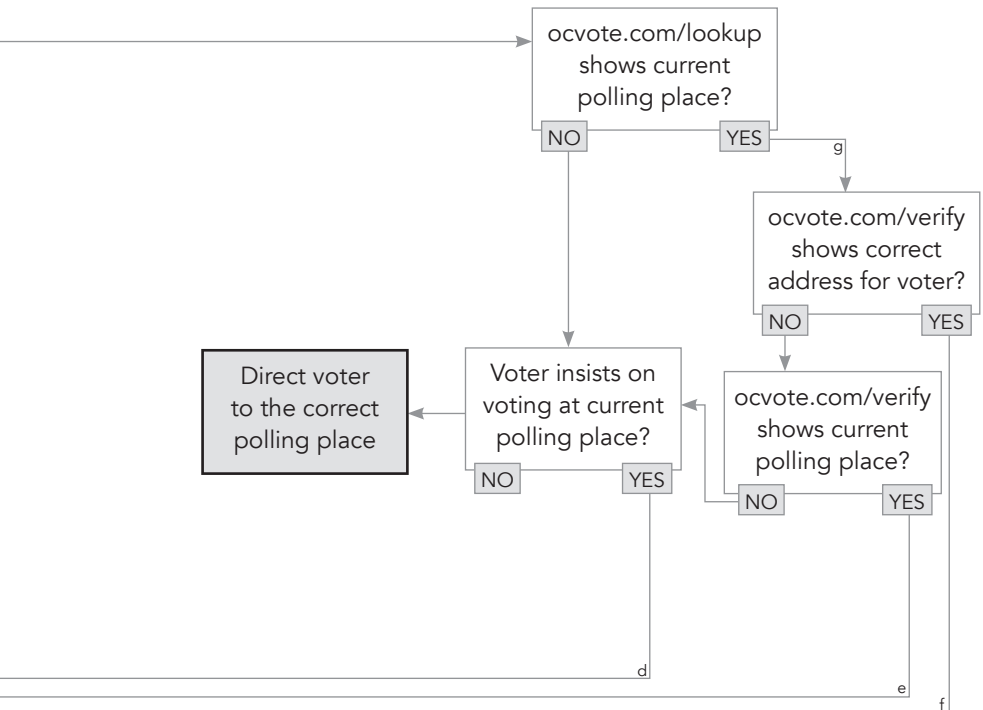 ocvote.com/lookup
shows current
polling place?
NO
YES
g
ocvote.com/verify
shows correct
address for voter?
NO
YES
Direct voter
to the correct
polling place
Voter insists on
voting at current
polling place?
NO
YES
ocvote.com/verify
shows current
polling place?
NO
YES
d
e
f